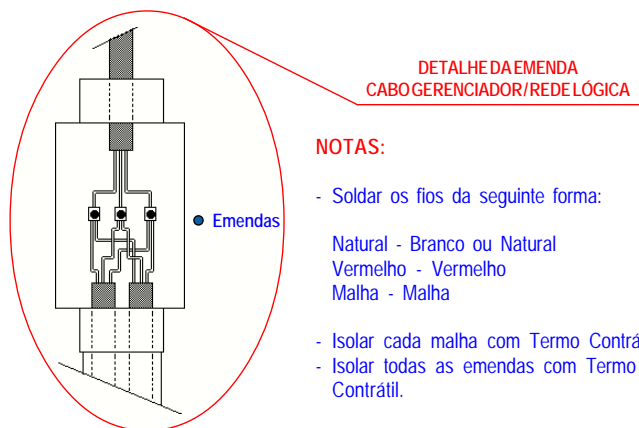 DETALHE DA EMENDA
CABO GERENCIADOR/REDE LÓGICA
NOTAS:
- Soldar os fios da seguinte forma:
Natural - Branco ou Natural
Vermelho - Vermelho
Malha - Malha
- Isolar cada malha com Termo Contrá
- Isolar todas as emendas com Termo
Contrátil.
Emendas